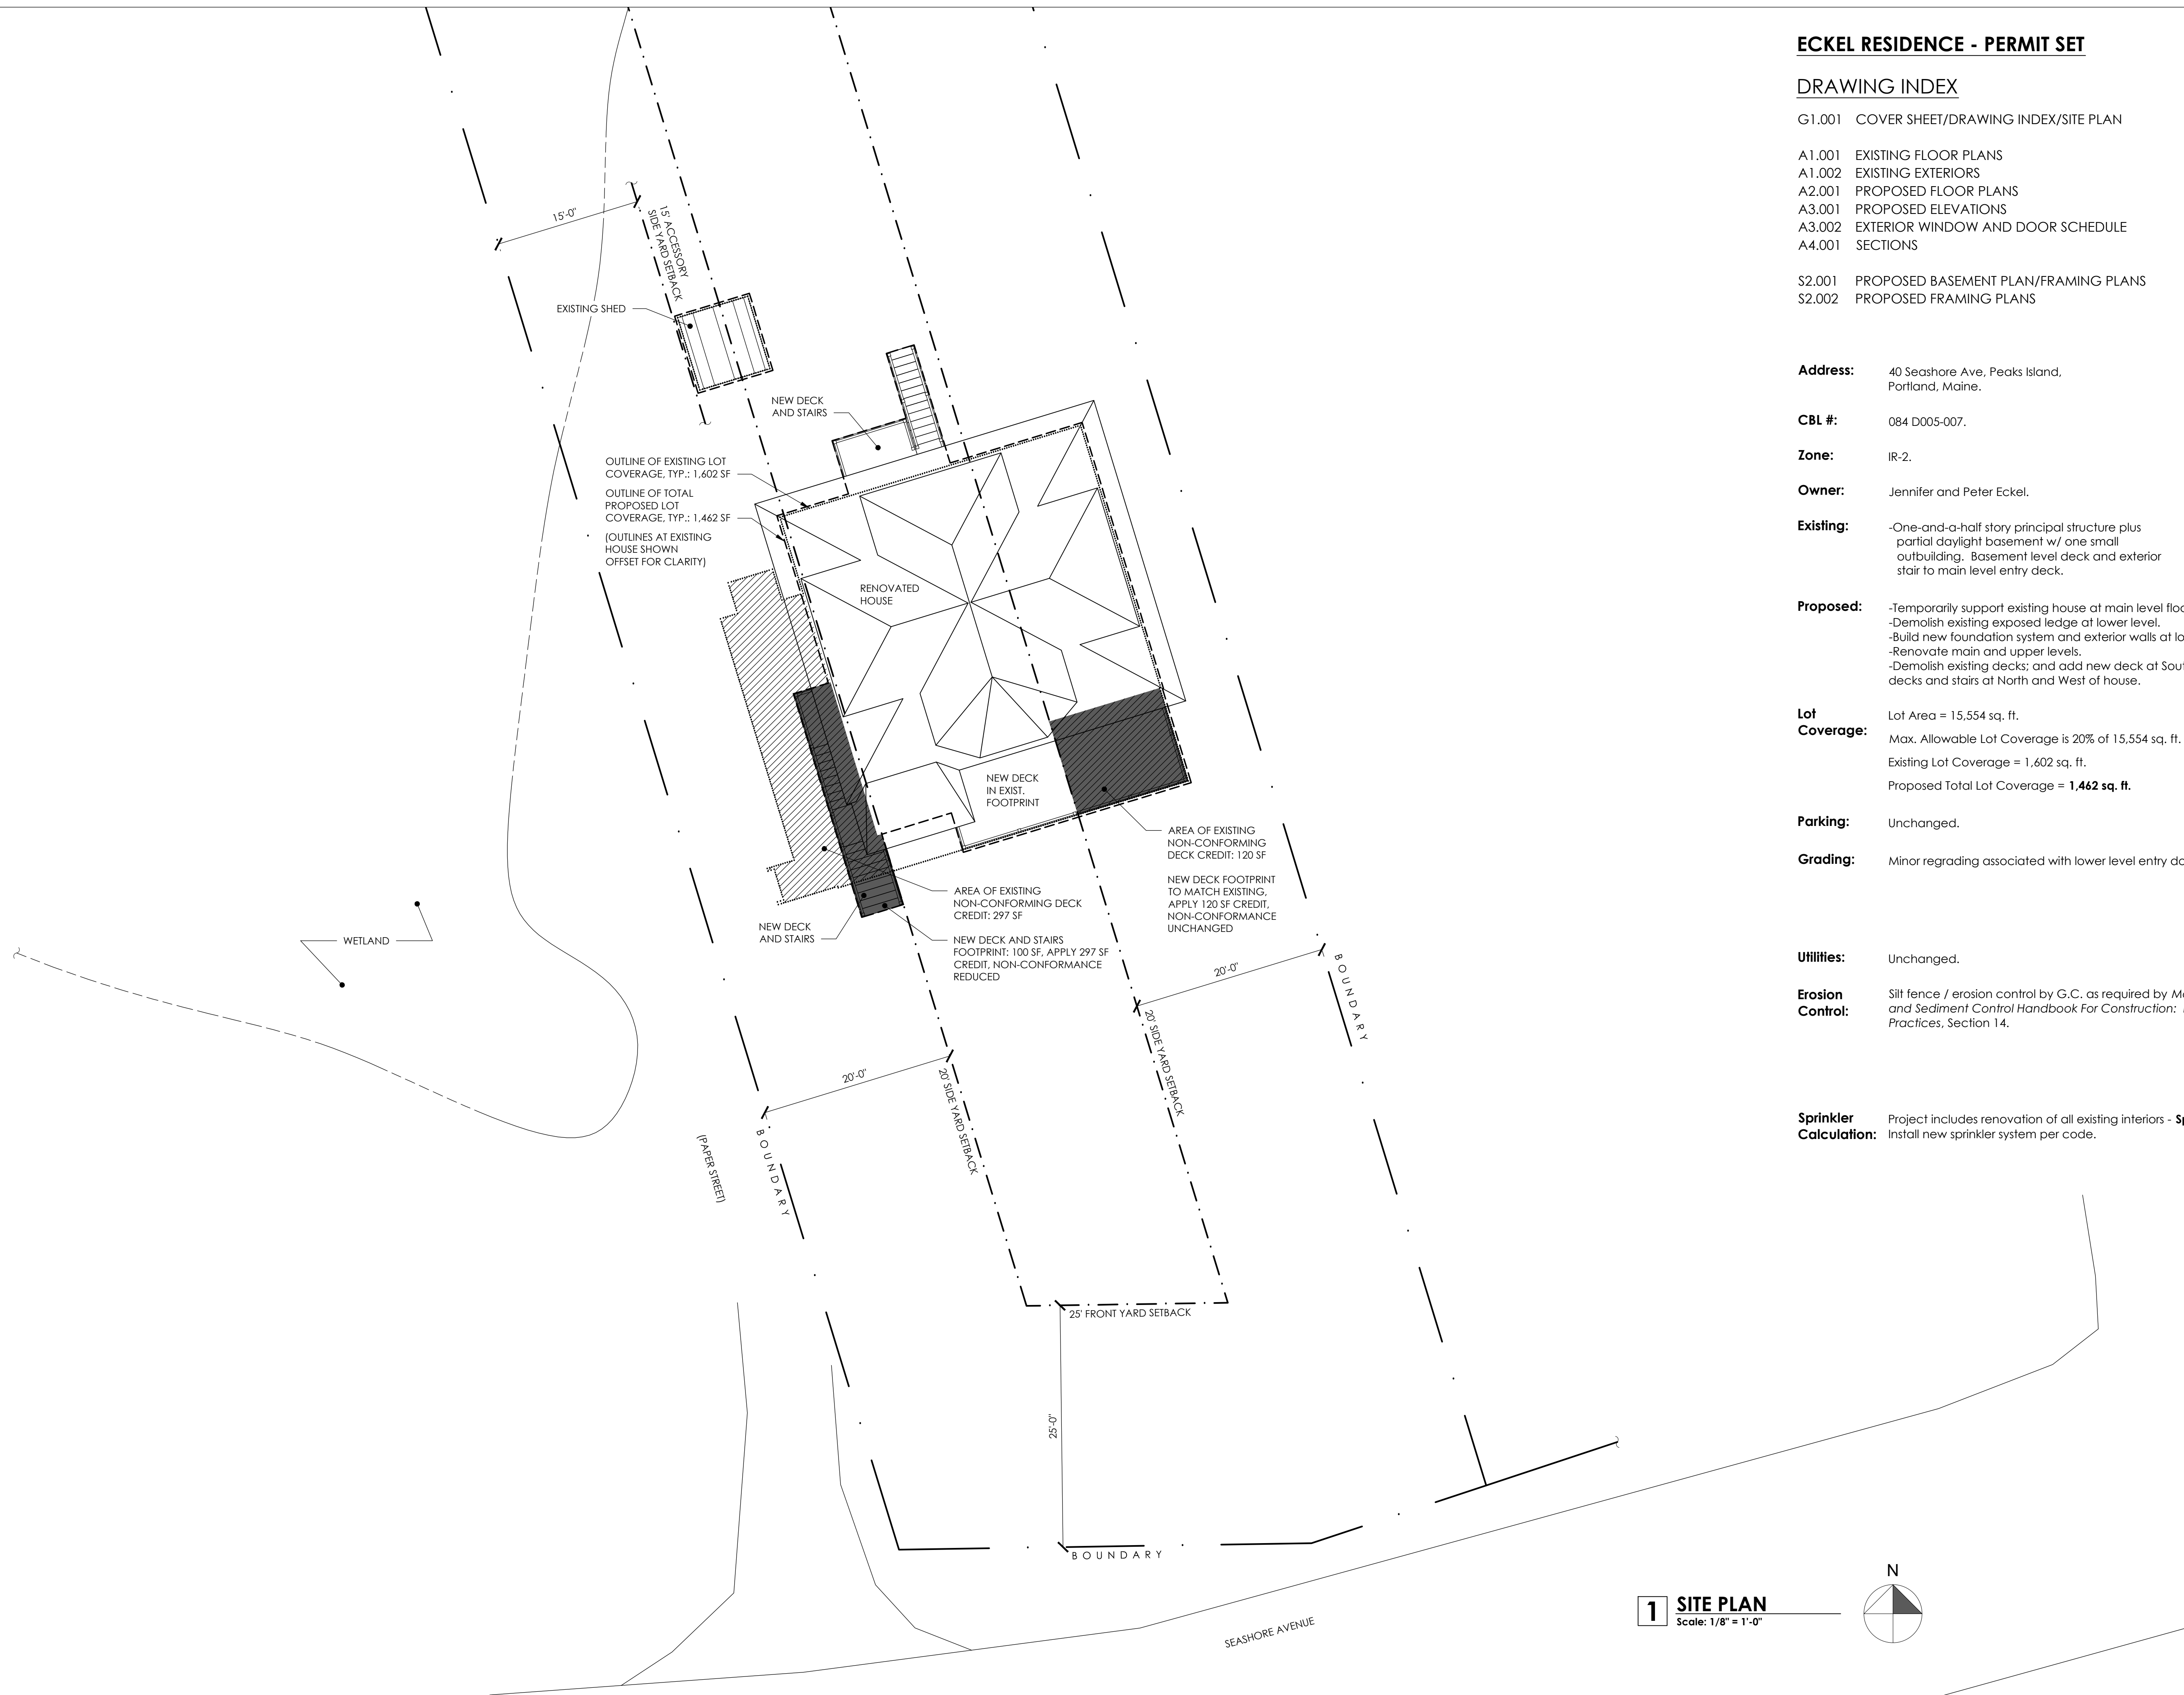 ECKEL RESIDENCE - PERMIT SET
DRAWING INDEX
G1.001 COVER SHEET/DRAWING INDEX/SITE PLAN
A1.001 EXISTING FLOOR PLANS
A1.002 EXISTING EXTERIORS
A2.001 PROPOSED FLOOR PLANS
A3.001 PROPOSED ELEVATIONS
A3.002 EXTERIOR WINDOW AND DOOR SCHEDULE
A4.001 SECTIONS
S2.001 PROPOSED BASEMENT PLAN/FRAMING PLANS
S2.002 PROPOSED FRAMING PLANS
Address: 40 Seashore Ave, Peaks Island,
Portland, Maine.
CBL #: 084 D005-007.
Zone: IR-2.
Owner: Jennifer and Peter Eckel.
Existing: -One-and-a-half story principal structure plus
partial daylight basement w/ one small
outbuilding. Basement level deck and exterior
stair to main level entry deck.
Proposed: -Temporarily support existing house at main level
-Demolish existing exposed ledge at lower level.
-Build new foundation system and exterior walls at
-Renovate main and upper levels.
-Demolish existing decks; and add new deck at
decks and stairs at North and West of house.
Lot
Coverage:
Lot Area = 15,554 sq. ft.
Max. Allowable Lot Coverage is 20% of 15,554 sq. ft.
Existing Lot Coverage = 1,602 sq. ft.
Proposed Total Lot Coverage = 1,462 sq. ft.
Parking: Unchanged.
Grading: Minor regrading associated with lower level entry
Utilities: Unchanged.
Erosion
Control:
Silt fence / erosion control by G.C. as required by
and Sediment Control Handbook For Construction:
Practices, Section 14.
Sprinkler
Calculation:
Project includes renovation of all existing interiors -
Install new sprinkler system per code.
15'-0"
15' ACCESSORY
SIDE YARD SETBACK
EXISTING SHED
NEW DECK
AND STAIRS
OUTLINE OF EXISTING LOT
COVERAGE, TYP.: 1,602 SF
OUTLINE OF TOTAL
PROPOSED LOT
COVERAGE, TYP.: 1,462 SF
(OUTLINES AT EXISTING
HOUSE SHOWN
OFFSET FOR CLARITY)
RENOVATED
HOUSE
NEW DECK
IN EXIST.
FOOTPRINT
AREA OF EXISTING
NON-CONFORMING
DECK CREDIT: 120 SF
NEW DECK FOOTPRINT
TO MATCH EXISTING,
APPLY 120 SF CREDIT,
NON-CONFORMANCE
UNCHANGED
AREA OF EXISTING
NON-CONFORMING DECK
CREDIT: 297 SF
NEW DECK AND STAIRS
FOOTPRINT: 100 SF, APPLY 297 SF
CREDIT, NON-CONFORMANCE
REDUCED
NEW DECK
AND STAIRS
WETLAND
20'-0"
BOUNDARY
20' SIDE YARD SETBACK
20'-0"
20' SIDE YARD SETBACK
BOUNDARY
(PAPER STREET)
25' FRONT YARD SETBACK
25'-0"
BOUNDARY
SEASHORE AVENUE
1 SITE PLAN
Scale: 1/8" = 1'-0"
N